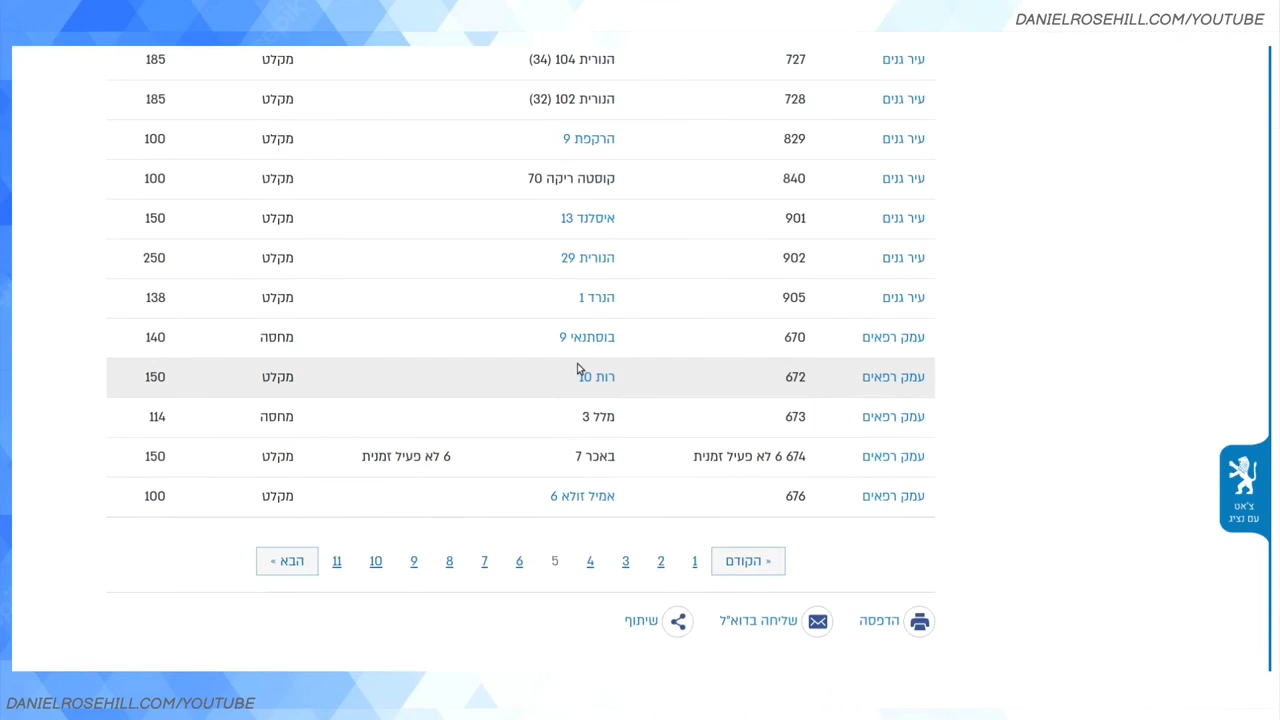 DANIELROSEHILL.COM/YOUTUBE
עיר גנים 727 הנורית 104 (34) מקלט 185
עיר גנים 728 הנורית 102 (32) מקלט 185
עיר גנים 829 הרקפת 9 מקלט 100
עיר גנים 840 קוסטה ריקה 70 מקלט 100
עיר גנים 901 איסלנד 13 מקלט 150
עיר גנים 902 הנורית 29 מקלט 250
עיר גנים 905 הנרד 1 מקלט 138
עמק רפאים 670 בוסתנאי 9 מחסה 140
עמק רפאים 672 רות 10 מקלט 150
עמק רפאים 673 מלל 3 מחסה 114
עמק רפאים 674 6 לא פעיל זמנית באכר 7 6 לא פעיל זמנית מקלט 150
עמק רפאים 676 אמיל זולא 6 מקלט 100
« הקודם 1 2 3 4 5 6 7 8 9 10 11 הבא »
הדפסה שליחה בדוא"ל שיתוף
צ'אט
עם נציג
DANIELROSEHILL.COM/YOUTUBE